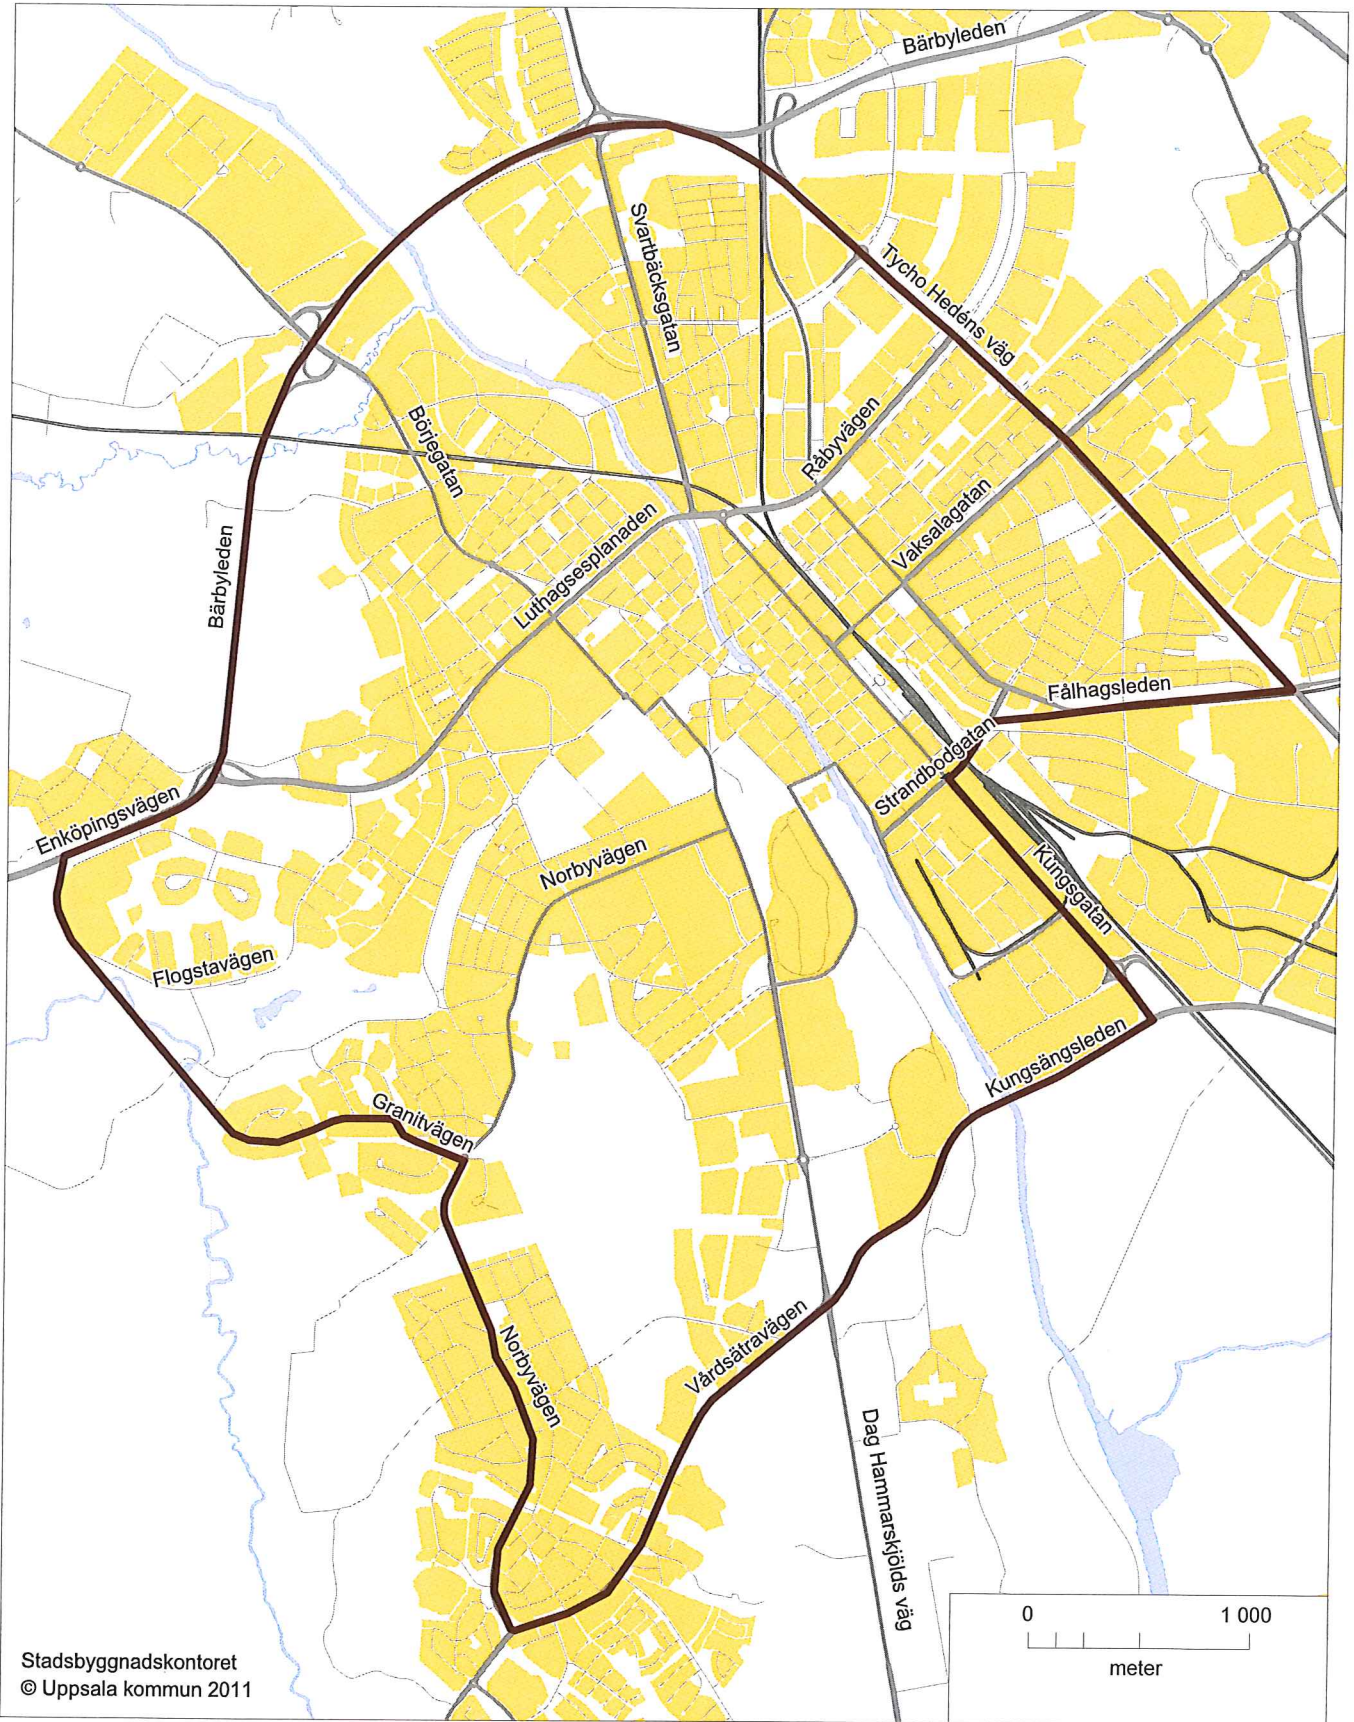 Bärbyleden
Svartbäcksgatan
Tycho Hedéns väg
Börjegatan
Råbyvägen
Vaksalagatan
Luthagsesplanaden
Bärbyleden
Fålhagsleden
Strandbodgatan
Enköpingsvägen
Norbyvägen
Kungsgatan
Flogstavägen
Kungsängsleden
Granitvägen
Norbyvägen
Vårdsätravägen
Dag Hammarskjölds väg
0 1 000
meter
Stadsbyggnadskontoret
© Uppsala kommun 2011